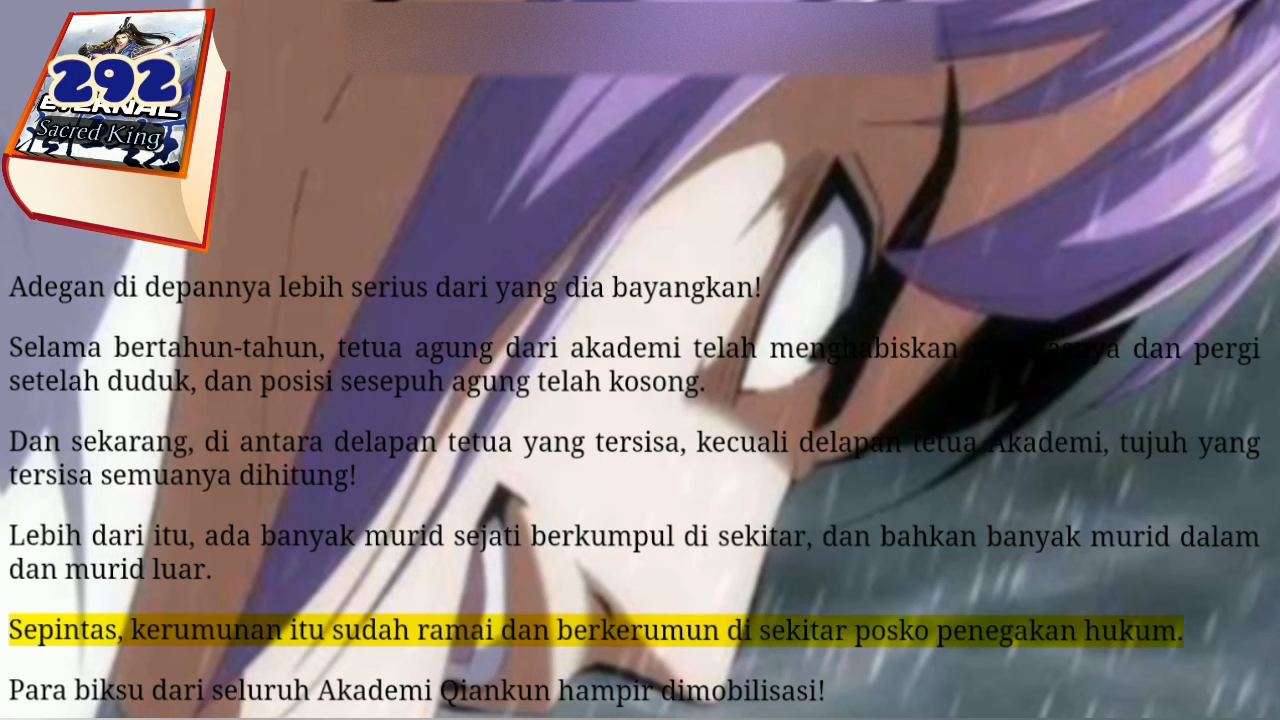 292
ETERNAL
Sacred King
Adegan di depannya lebih serius dari yang dia bayangkan!
Selama bertahun-tahun, tetua agung dari akademi telah menghabiskan dan pergi
setelah duduk, dan posisi sesepuh agung telah kosong.
Dan sekarang, di antara delapan tetua yang tersisa, kecuali delapan tetua Akademi, tujuh yang
tersisa semuanya dihitung!
Lebih dari itu, ada banyak murid sejati berkumpul di sekitar, dan bahkan banyak murid dalam
dan murid luar.
Sepintas, kerumunan itu sudah ramai dan berkerumun di sekitar posko penegakan hukum.
Para biksu dari seluruh Akademi Qiankun hampir dimobilisasi!